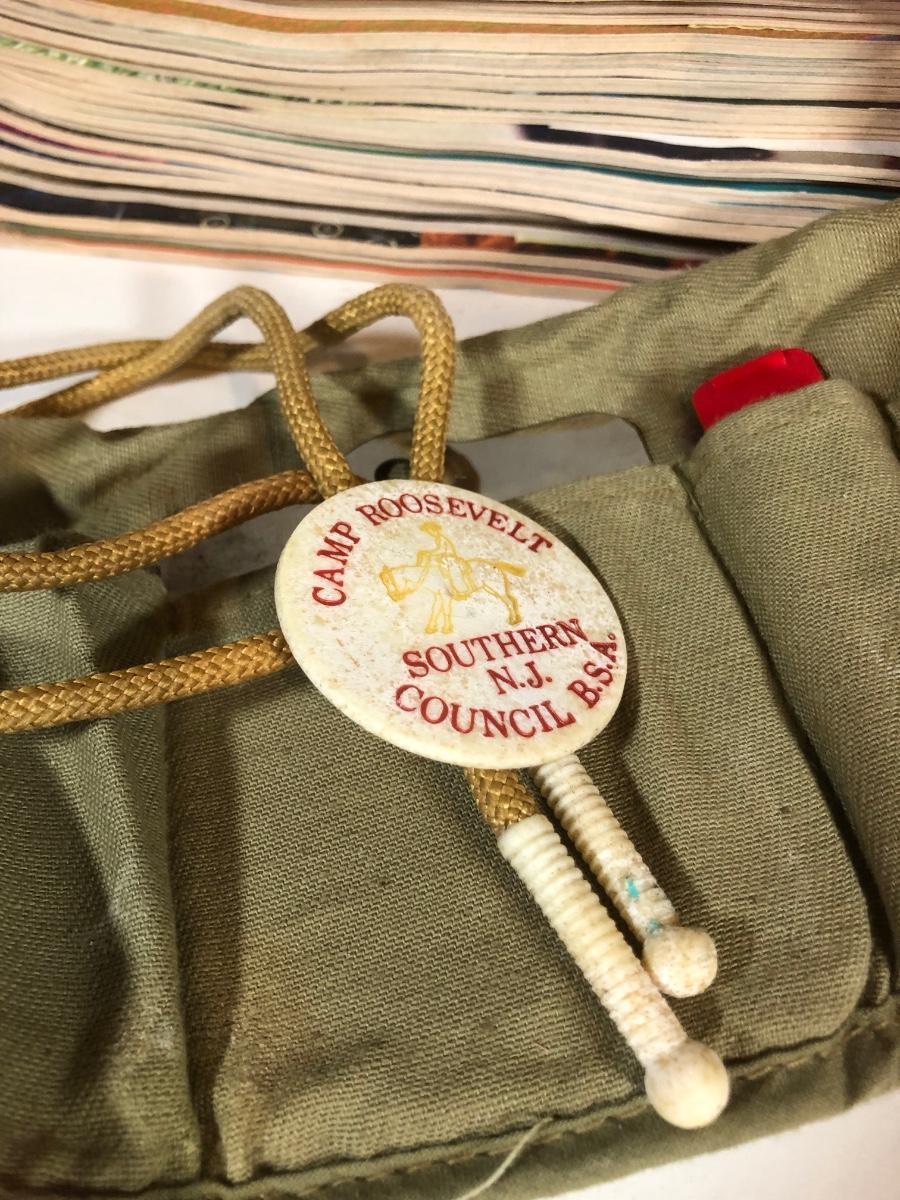 CAMP ROOSEVELT
SOUTHERN
N.J.
COUNCIL B.S.A.